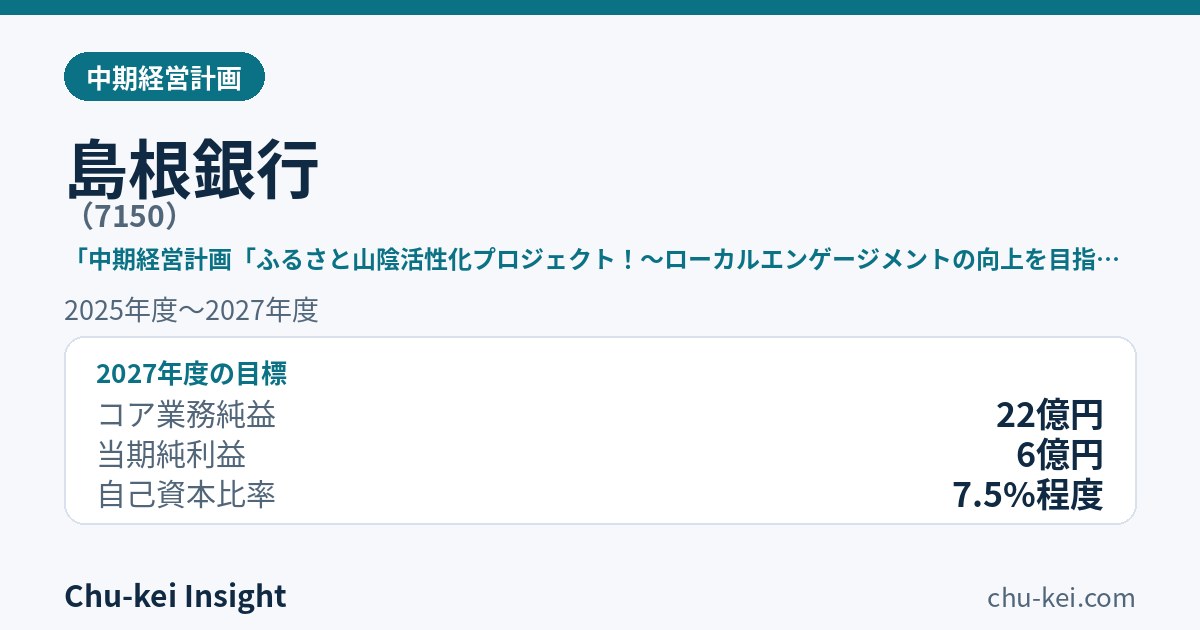 中期経営計画
島根銀行
（7150）
「中期経営計画「ふるさと山陰活性化プロジェクト！～ローカルエンゲージメントの向上を目指…
2025年度～2027年度
2027年度の目標
コア業務純益 22億円
当期純利益 6億円
自己資本比率 7.5%程度
Chu-kei Insight chu-kei.com